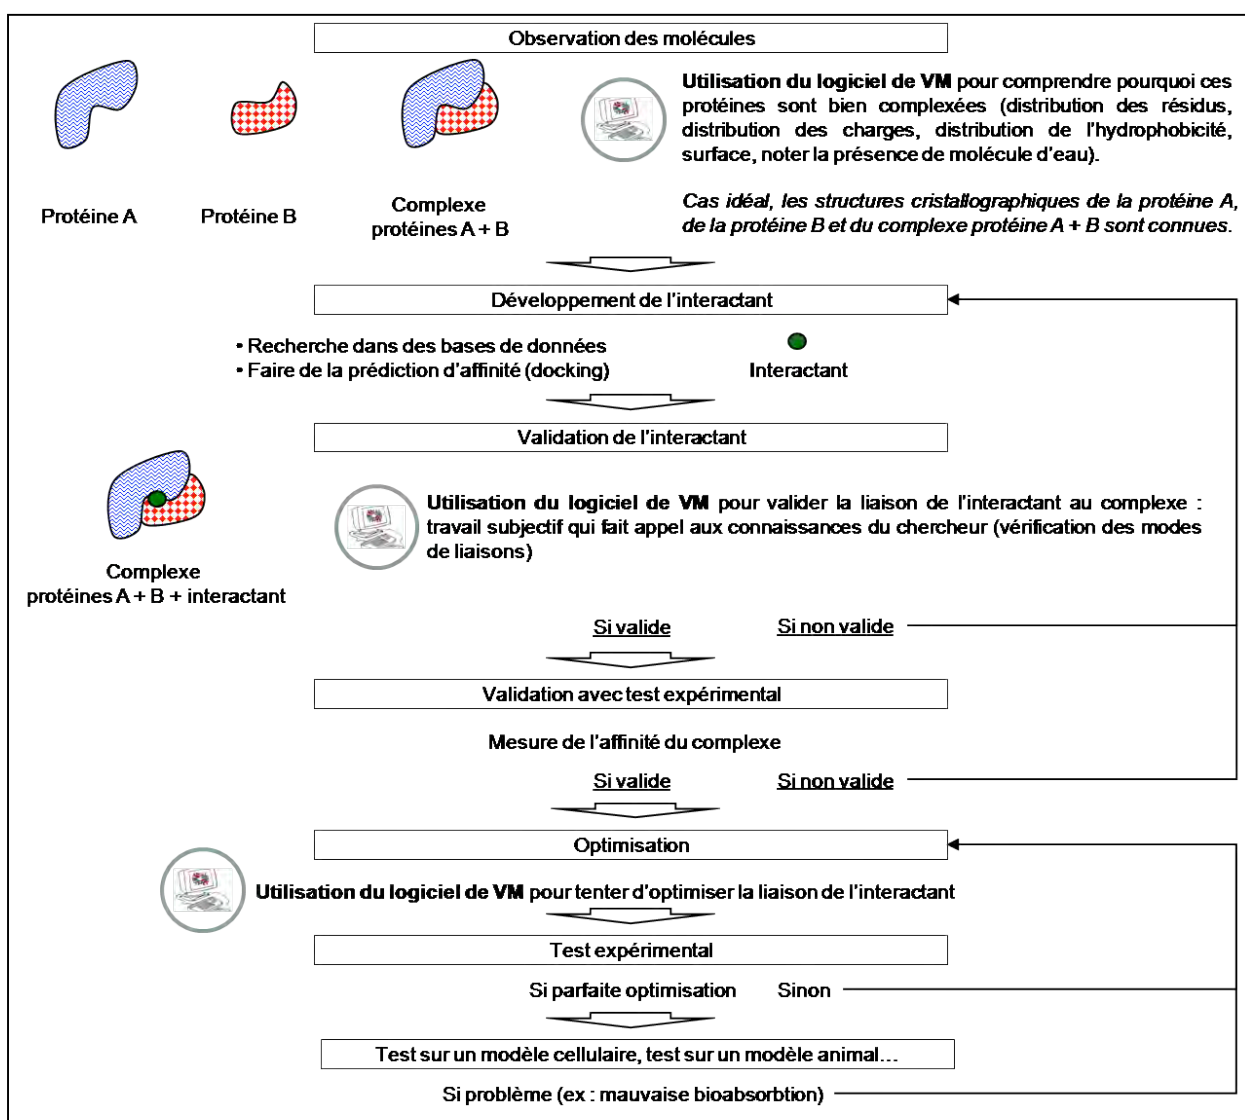 Observation des molécules
Utilisation du logiciel de VM pour comprendre pourquoi ces
protéines sont bien complexées (distribution des résidus,
distribution des charges, distribution de l'hydrophobicité,
surface, noter la présence de molécule d'eau).
Protéine A
Protéine B
Complexe
protéines A + B
Cas idéal, les structures cristallographiques de la protéine A,
de la protéine B et du complexe protéine A + B sont connues.
Développement de l'interactant
• Recherche dans des bases de données
• Faire de la prédiction d'affinité (docking)
Interactant
Validation de l'interactant
Utilisation du logiciel de VM pour valider la liaison de l'interactant au complexe :
travail subjectif qui fait appel aux connaissances du chercheur (vérification des modes
de liaisons)
Complexe
protéines A + B + interactant
Si valide
Si non valide
Validation avec test expérimental
Mesure de l'affinité du complexe
Si valide
Si non valide
Optimisation
Utilisation du logiciel de VM pour tenter d'optimiser la liaison de l'interactant
Test expérimental
Si parfaite optimisation
Sinon
Test sur un modèle cellulaire, test sur un modèle animal…
Si problème (ex : mauvaise bioabsorbtion)